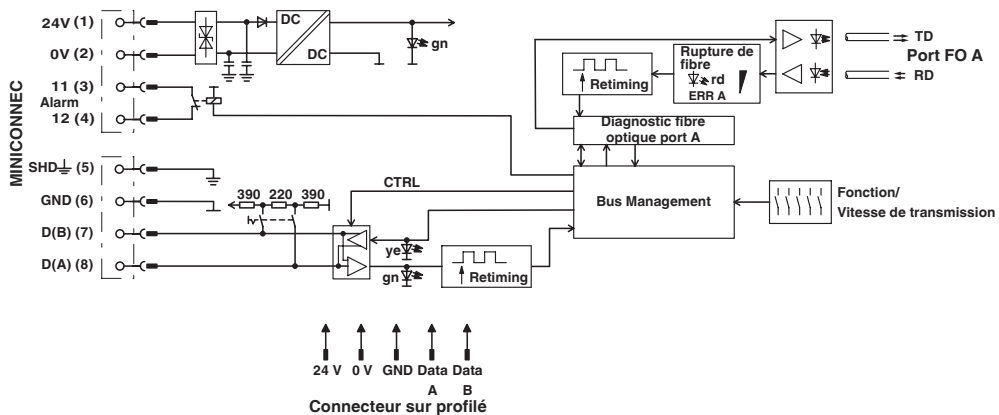 MINICONNEC
24V (1)
0V (2)
11 (3)
Alarm
12 (4)
SHD (5)
GND (6)
D(B) (7)
D(A) (8)
DC
DC
gn
390 220 390
CTRL
ye
gn
Retiming
Retiming
Rupture de
fibre
rd
ERR A
TD
Port FO A
RD
Diagnostic fibre
optique port A
Bus Management
Fonction/
Vitesse de transmission
24 V 0 V GND Data Data
A B
Connecteur sur profilé